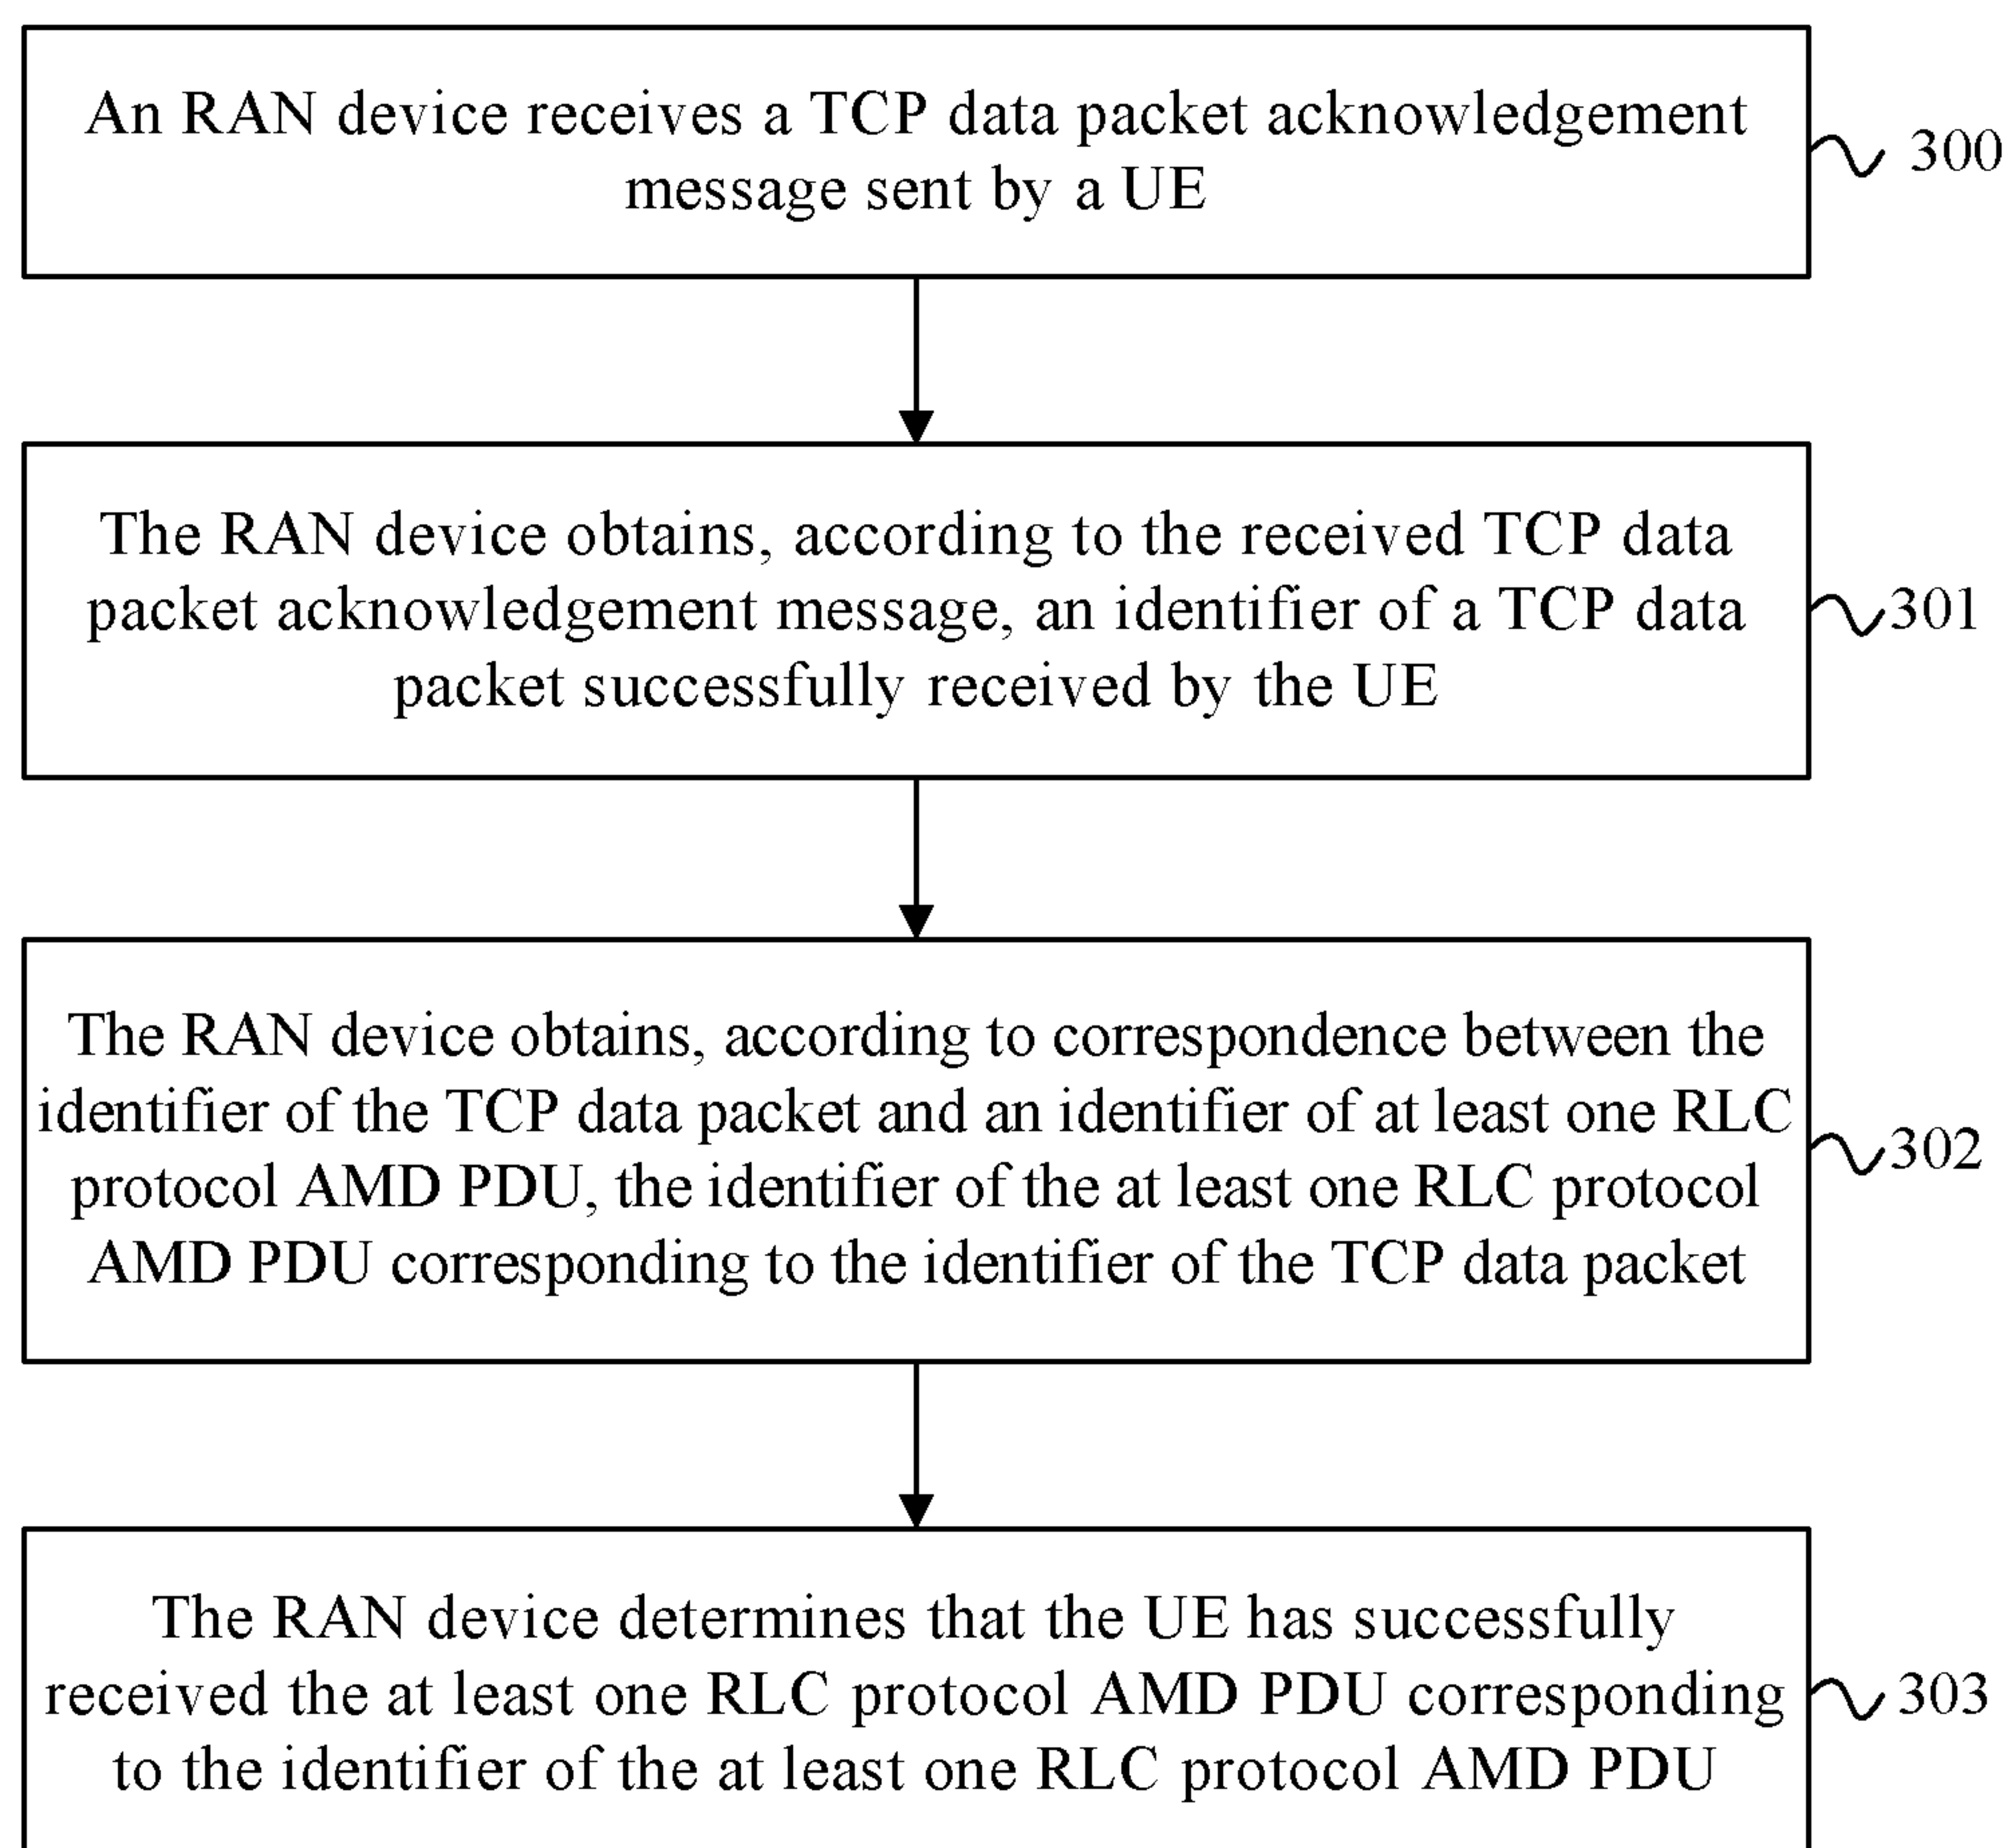 An RAN device receives a TCP data packet acknowledgement
message sent by a UE
300
The RAN device obtains, according to the received TCP data
packet acknowledgement message, an identifier of a TCP data
packet successfully received by the UE
301
The RAN device obtains, according to correspondence between the
identifier of the TCP data packet and an identifier of at least one RLC
protocol AMD PDU, the identifier of the at least one RLC protocol
AMD PDU corresponding to the identifier of the TCP data packet
302
The RAN device determines that the UE has successfully
received the at least one RLC protocol AMD PDU corresponding
to the identifier of the at least one RLC protocol AMD PDU
303